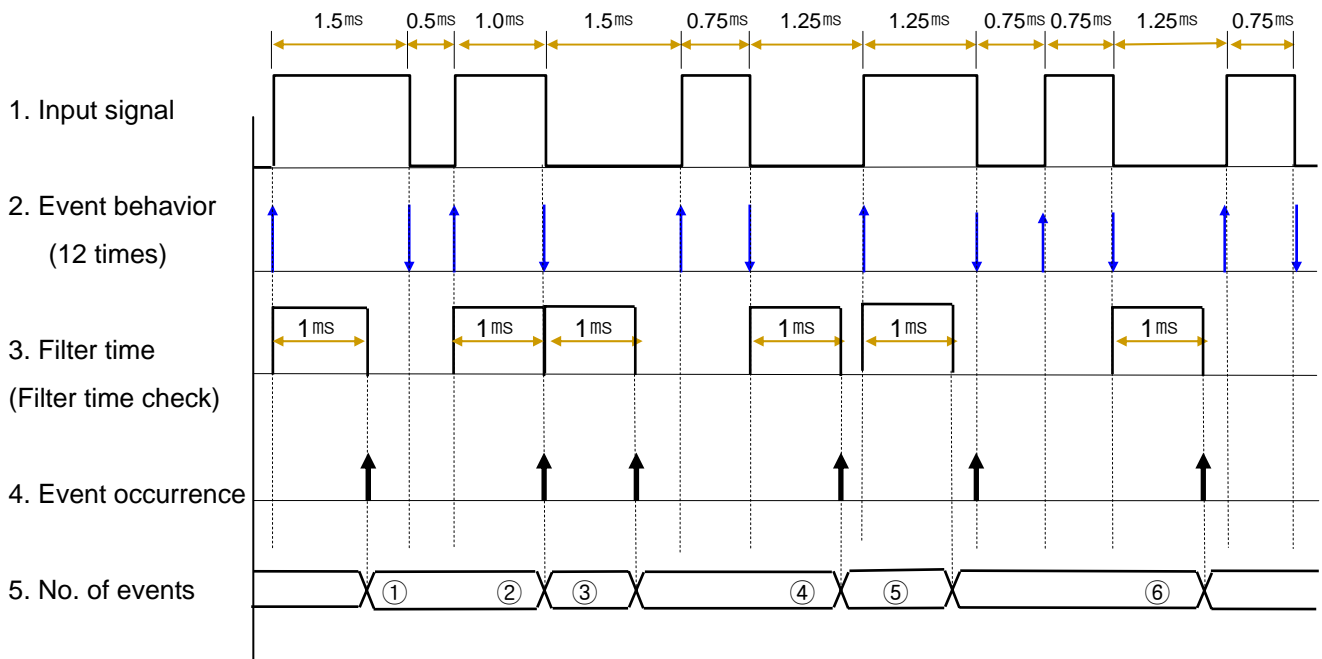 1.5㎳ 0.5㎳ 1.0㎳ 1.5㎳ 0.75㎳ 1.25㎳ 1.25㎳ 0.75㎳ 0.75㎳ 1.25㎳ 0.75㎳
1. Input signal
2. Event behavior
(12 times)
1㎳ 1㎳ 1㎳ 1㎳ 1㎳ 1㎳
3. Filter time
(Filter time check)
4. Event occurrence
5. No. of events ① ② ③ ④ ⑤ ⑥